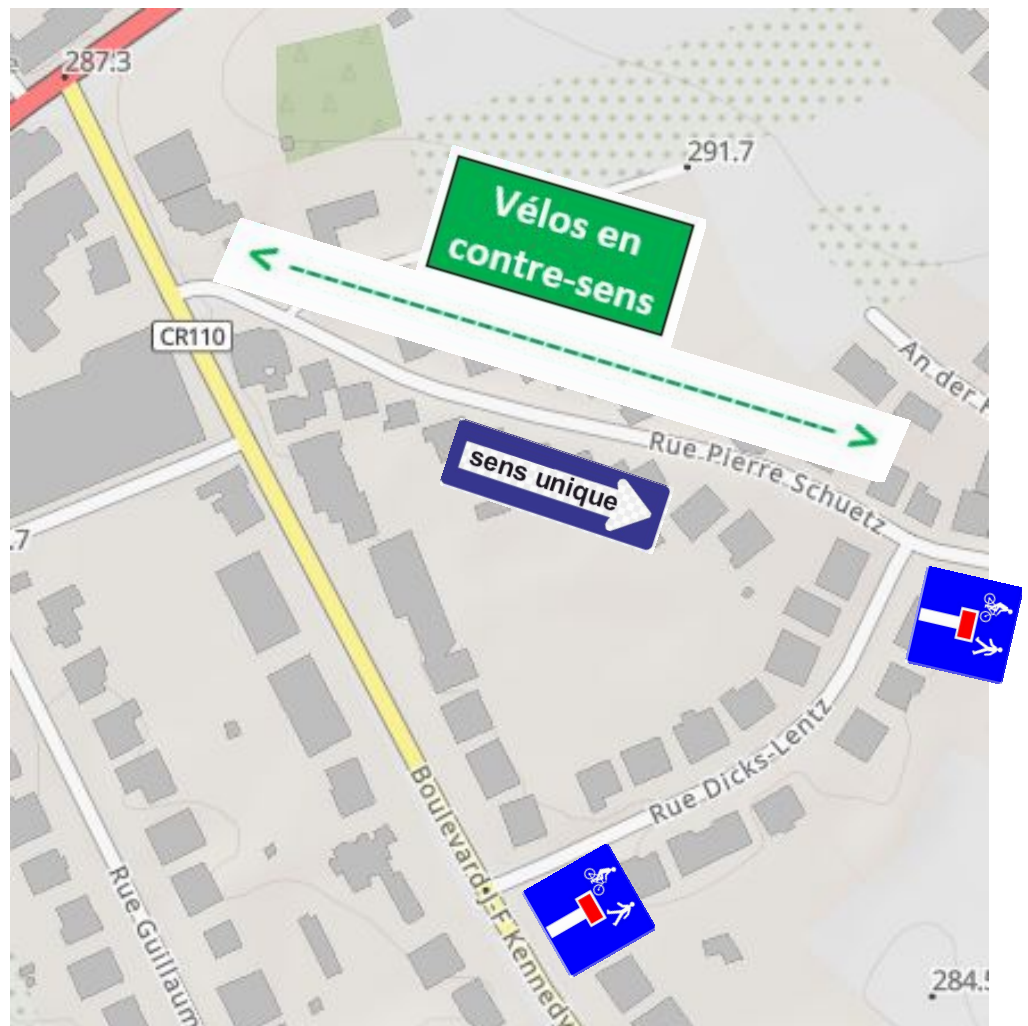 287.3
291.7
Vélos en
contre-sens
CR110
An der
Rue Pierre Schuetz
sens unique
.7
Rue Dicks-Lentz
Boulevard J-F Kennedy
Rue Guillaum
284.5